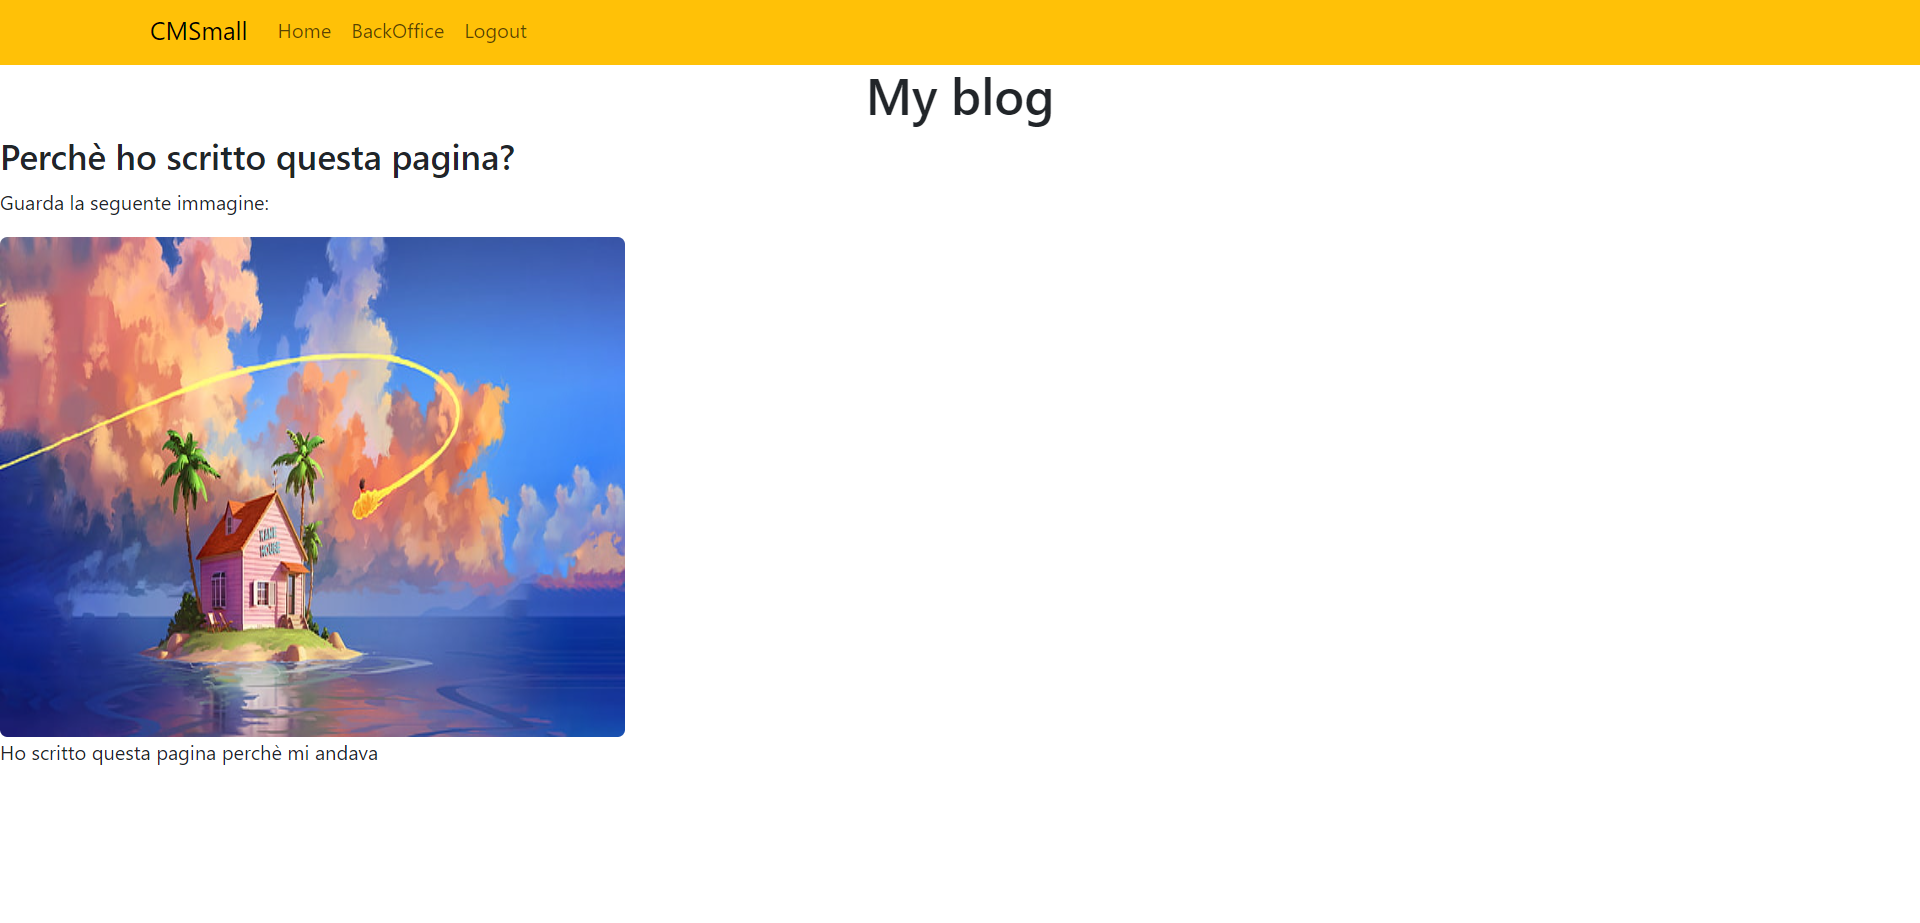 CMSmall Home BackOffice Logout
My blog
Perchè ho scritto questa pagina?
Guarda la seguente immagine:
KAME
HOUSE
Ho scritto questa pagina perchè mi andava